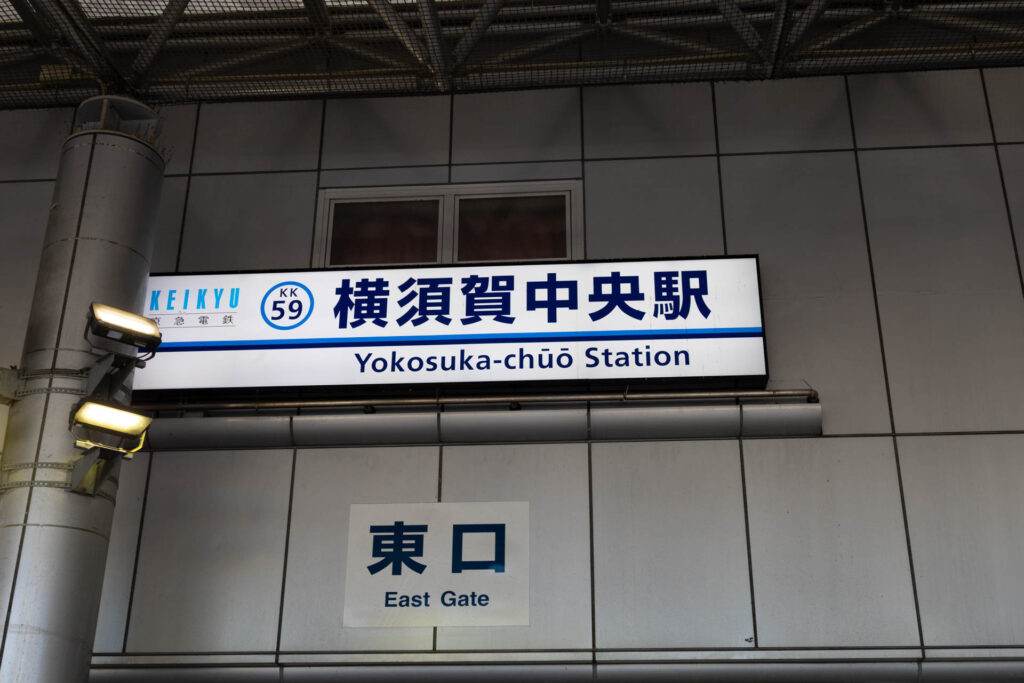 KEIKYU
京急電鉄
KK
59
横須賀中央駅
Yokosuka-chūō Station
東口
East Gate